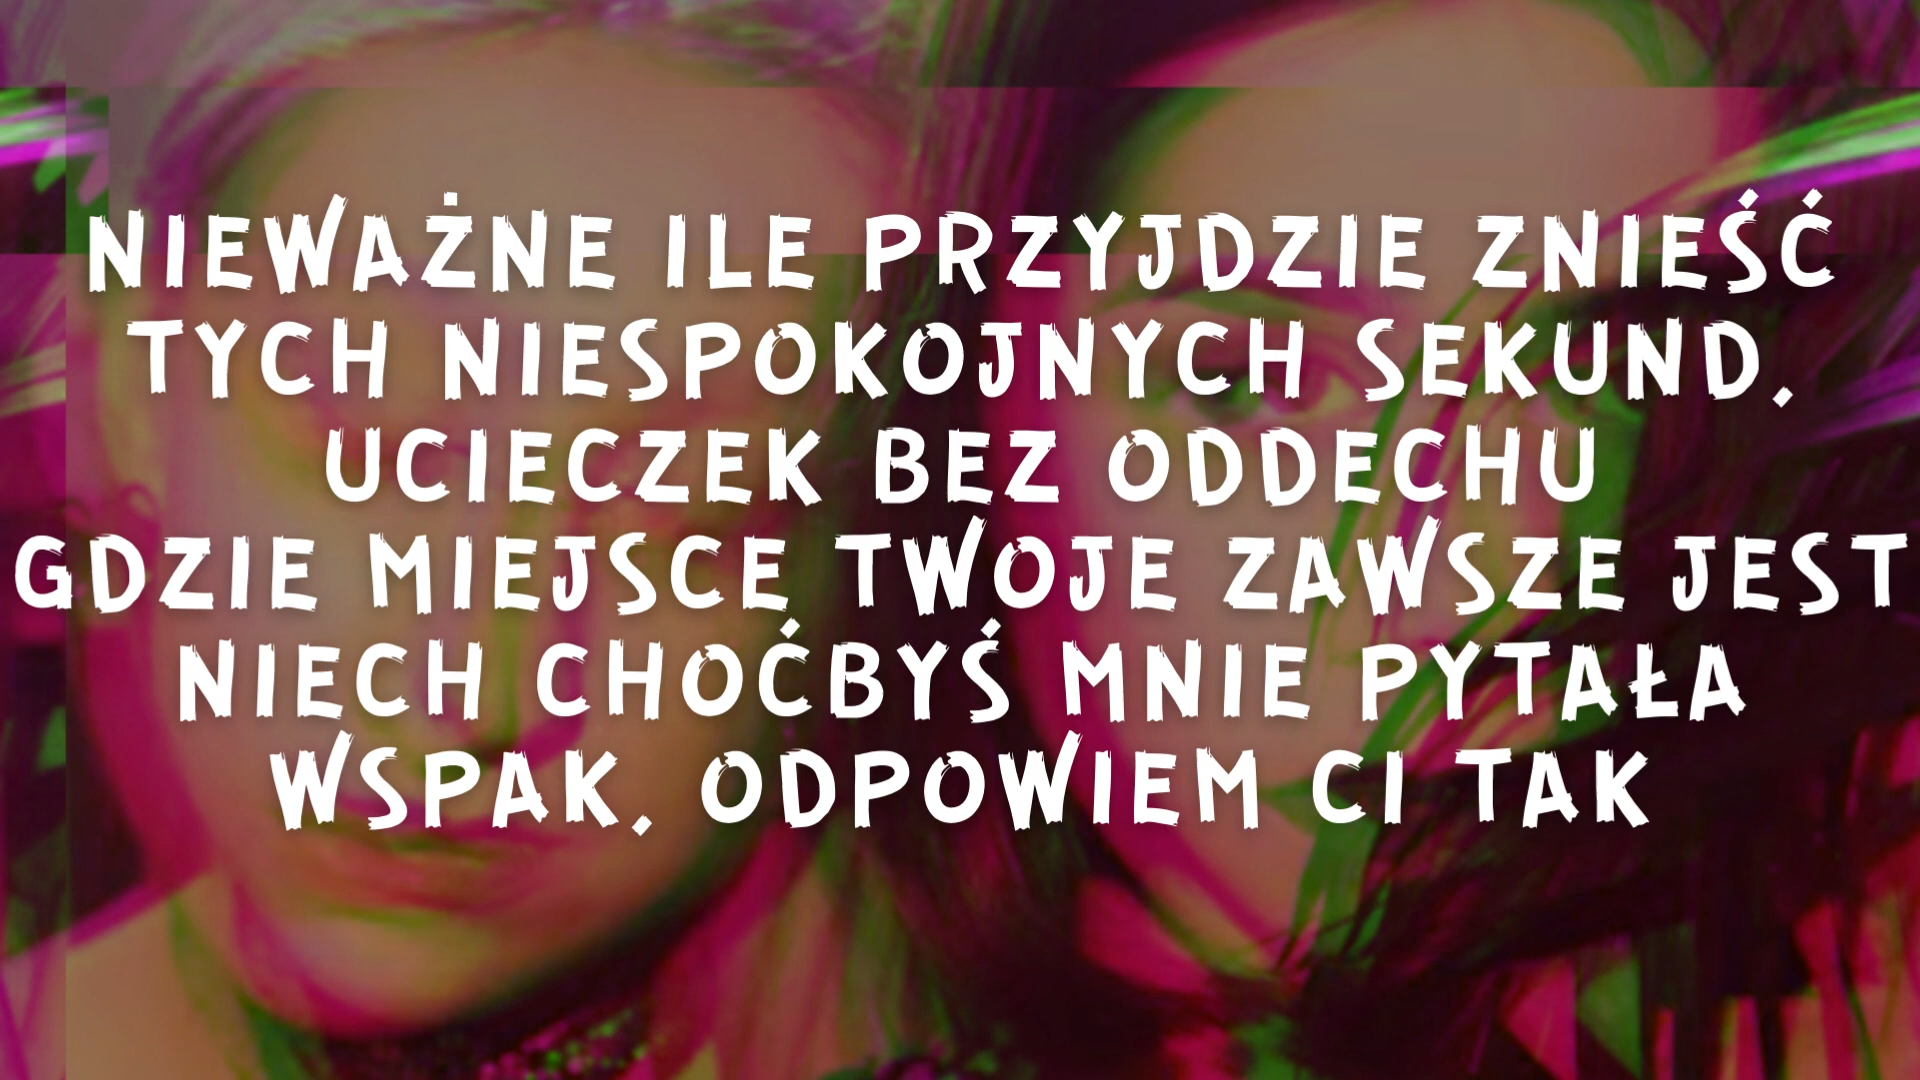 NIEWAŻNE ILE PRZYJDZIE ZNIEŚĆ
TYCH NIESPOKOJNYCH SEKUND,
UCIECZEK BEZ ODDECHU
GDZIE MIEJSCE TWOJE ZAWSZE JEST
NIECH CHOĆBYŚ MNIE PYTAŁA
WSPAK, ODPOWIEM CI TAK